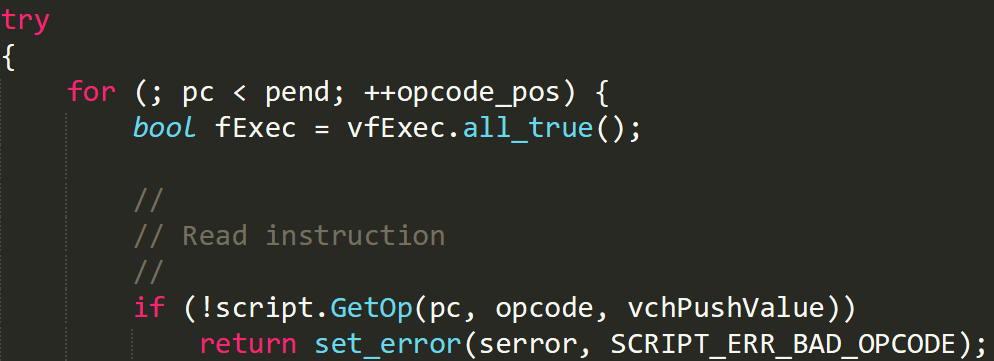 try
{
    for (; pc < pend; ++opcode_pos) {
        bool fExec = vfExec.all_true();

        //
        // Read instruction
        //
        if (!script.GetOp(pc, opcode, vchPushValue))
            return set_error(serror, SCRIPT_ERR_BAD_OPCODE);